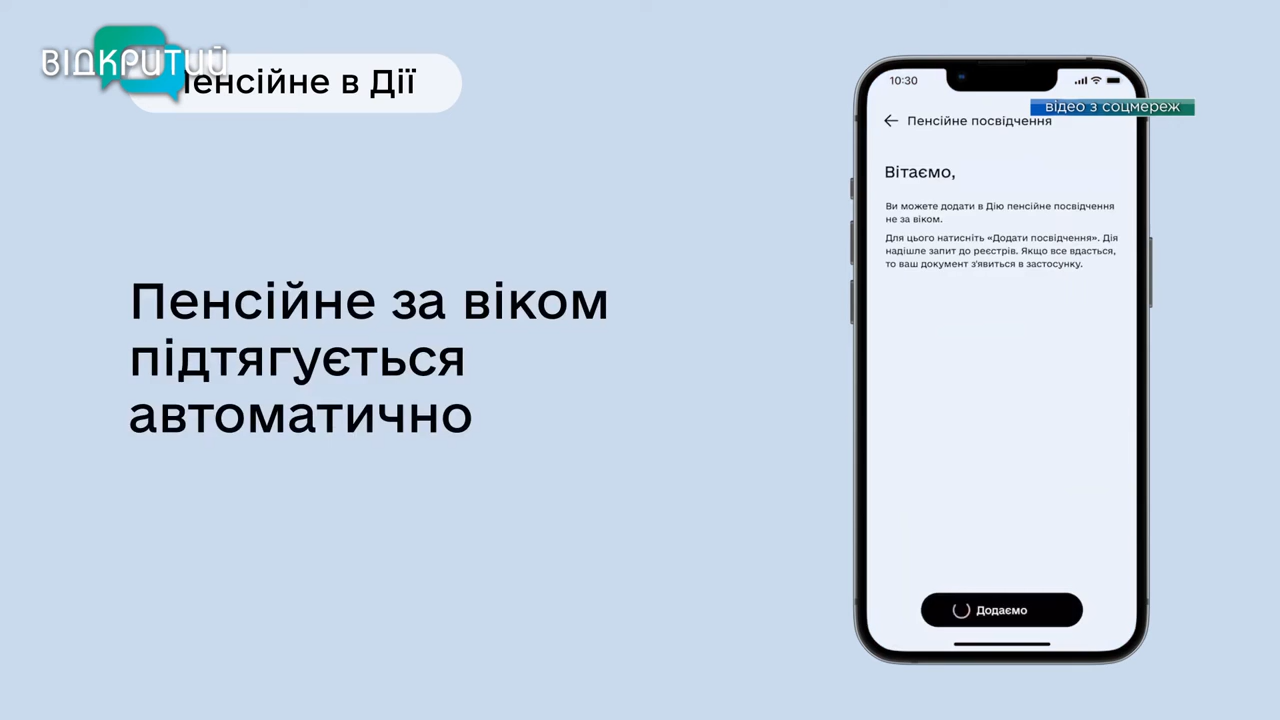 ВІДКРИТИЙ
Пенсійне в Дії
Пенсійне за віком
підтягується
автоматично
10:30
відео з соцмереж
Пенсійне посвідчення
Вітаємо,
Ви можете додати в Дію пенсійне посвідчення
не за віком.
Для цього натисніть «Додати посвідчення». Дія
надішле запит до реєстрів. Якщо все вдасться,
то ваш документ з'явиться в застосунку.
Додаємо